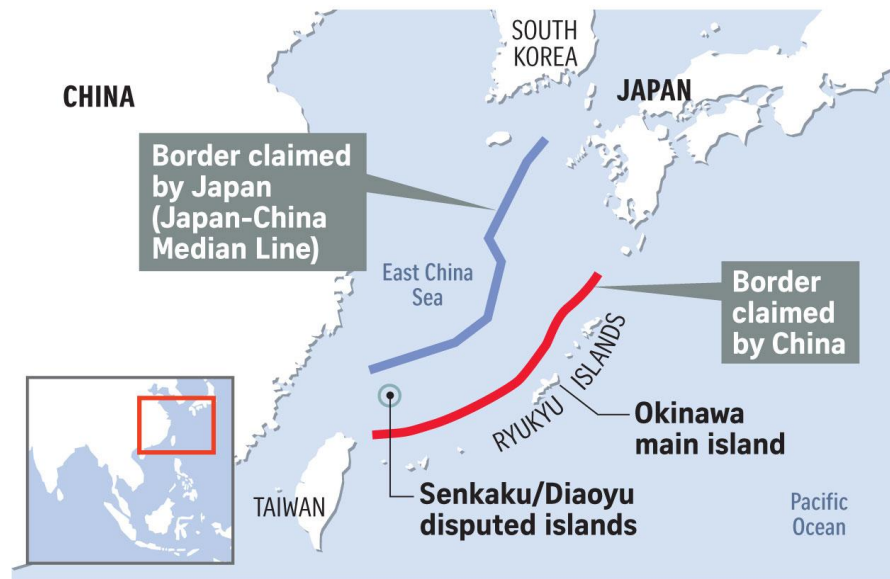 SOUTH
KOREA
CHINA
JAPAN
Border claimed
by Japan
(Japan-China
Median Line)
East China
Sea
Border
claimed
by China
RYUKYU ISLANDS
Okinawa
main island
TAIWAN
Senkaku/Diaoyu
disputed islands
Pacific
Ocean